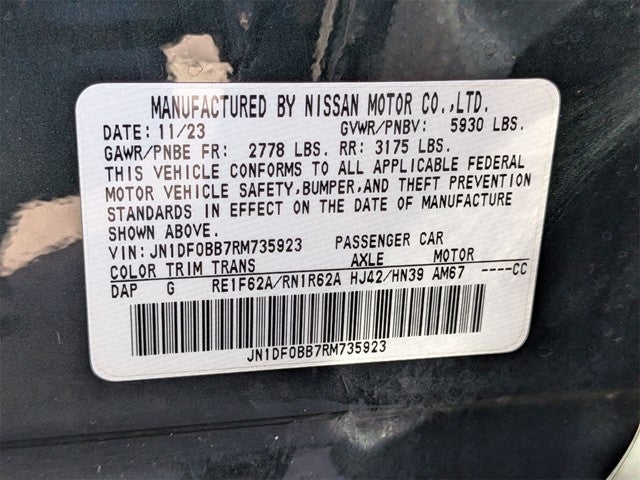 MANUFACTURED BY NISSAN MOTOR CO.,LTD.
DATE: 11/23 GVWR/PNBV: 5930 LBS.
GAWR/PNBE FR: 2778 LBS. RR: 3175 LBS.
THIS VEHICLE CONFORMS TO ALL APPLICABLE FEDERAL
MOTOR VEHICLE SAFETY,BUMPER,AND THEFT PREVENTION
STANDARDS IN EFFECT ON THE DATE OF MANUFACTURE
SHOWN ABOVE.
VIN: JN1DF0BB7RM735923 PASSENGER CAR
COLOR TRIM TRANS AXLE MOTOR
DAP G RE1F62A/RN1R62A HJ42/HN39 AM67 ----CC
JN1DF0BB7RM735923